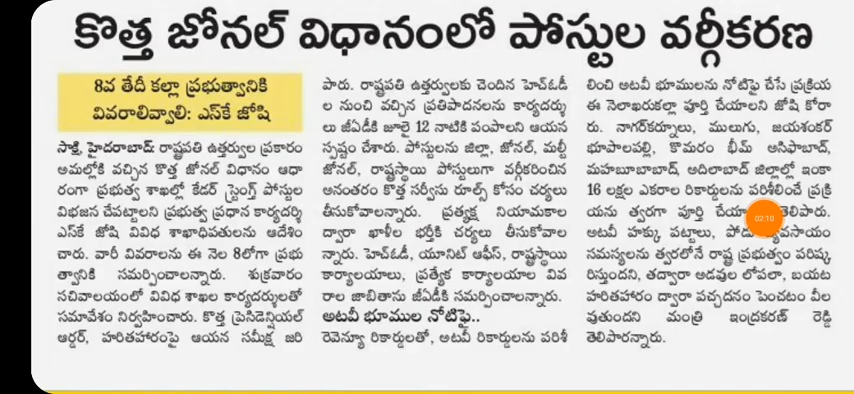 కొత్త జోనల్ విధానంలో పోస్టుల వర్గీకరణ
8వ తేదీ కల్లా ప్రభుత్వానికి
వివరాలివ్వాలి: ఎస్‌కే జోషి
సాక్షి, హైదరాబాద్: రాష్ట్రపతి ఉత్తర్వుల ప్రకారం
అమల్లోకి వచ్చిన కొత్త జోనల్ విధానం ఆధా
రంగా ప్రభుత్వ శాఖల్లో కేడర్ స్ట్రెంగ్త్ పోస్టుల
విభజన చేపట్టాలని ప్రభుత్వ ప్రధాన కార్యదర్శి
ఎస్‌కే జోషి వివిధ శాఖాధిపతులను ఆదేశిం
చారు. వారీ వివరాలను ఈ నెల 8లోగా ప్రభు
త్వానికి సమర్పించాలన్నారు. శుక్రవారం
సచివాలయంలో వివిధ శాఖల కార్యదర్శులతో
సమావేశం నిర్వహించారు. కొత్త ప్రెసిడెన్షియల్
ఆర్డర్, హరితహారంపై ఆయన సమీక్ష జరి
పారు. రాష్ట్రపతి ఉత్తర్వులకు చెందిన హెచ్‌ఓడీ
ల నుంచి వచ్చిన ప్రతిపాదనలను కార్యదర్శు
లు జీఏడీకి జూలై 12 నాటికి పంపాలని ఆయన
స్పష్టం చేశారు. పోస్టులను జిల్లా, జోనల్, మల్టీ
జోనల్, రాష్ట్రస్థాయి పోస్టులుగా వర్గీకరించిన
అనంతరం కొత్త సర్వీసు రూల్స్ కోసం చర్యలు
తీసుకోవాలన్నారు. ప్రత్యక్ష నియామకాల
ద్వారా ఖాళీల భర్తీకి చర్యలు తీసుకోవాల
న్నారు. హెచ్‌ఓడీ, యూనిట్ ఆఫీస్, రాష్ట్రస్థాయి
కార్యాలయాలు, ప్రత్యేక కార్యాలయాల వివ
రాల జాబితాను జీఏడీకి సమర్పించాలన్నారు.
అటవీ భూముల నోటిఫై..
రెవెన్యూ రికార్డులతో, అటవీ రికార్డులను పరిశీ
లించి అటవీ భూములను నోటిఫై చేసే ప్రక్రియ
ఈ నెలాఖరుకల్లా పూర్తి చేయాలని జోషి కోరా
రు. నాగర్‌కర్నూలు, ములుగు, జయశంకర్
భూపాలపల్లి, కొమరం భీమ్ ఆసిఫాబాద్,
మహబూబాబాద్, అదిలాబాద్ జిల్లాల్లో ఇంకా
16 లక్షల ఎకరాల రికార్డులను పరిశీలించే ప్రక్రి
యను త్వరగా పూర్తి తెలిపారు.
అటవీ హక్కు పట్టాలు,
సమస్యలను త్వరలోనే రాష్ట్ర ప్రభుత్వం పరిష్క
రిస్తుందని, తద్వారా అడవుల లోపలా, బయట
హరితహారం ద్వారా పచ్చదనం పెంచటం వీల
వుతుందని మంత్రి ఇంద్రకరణ్ రెడ్డి
తెలిపారన్నారు.
02:10